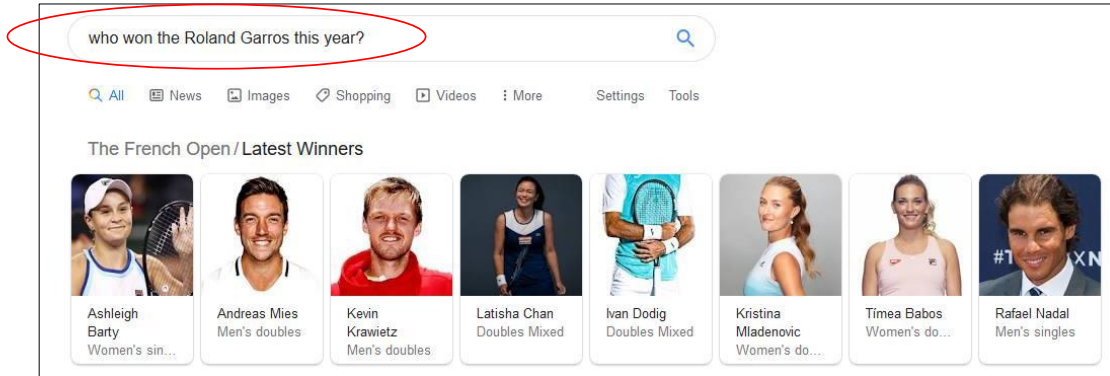 who won the Roland Garros this year?
All News Images Shopping Videos More Settings Tools
The French Open / Latest Winners
Ashleigh
Barty
Women's sin...
Andreas Mies
Men's doubles
Kevin
Krawietz
Men's doubles
Latisha Chan
Doubles Mixed
Ivan Dodig
Doubles Mixed
Kristina
Mladenovic
Women's do...
Tímea Babos
Women's do...
Rafael Nadal
Men's singles